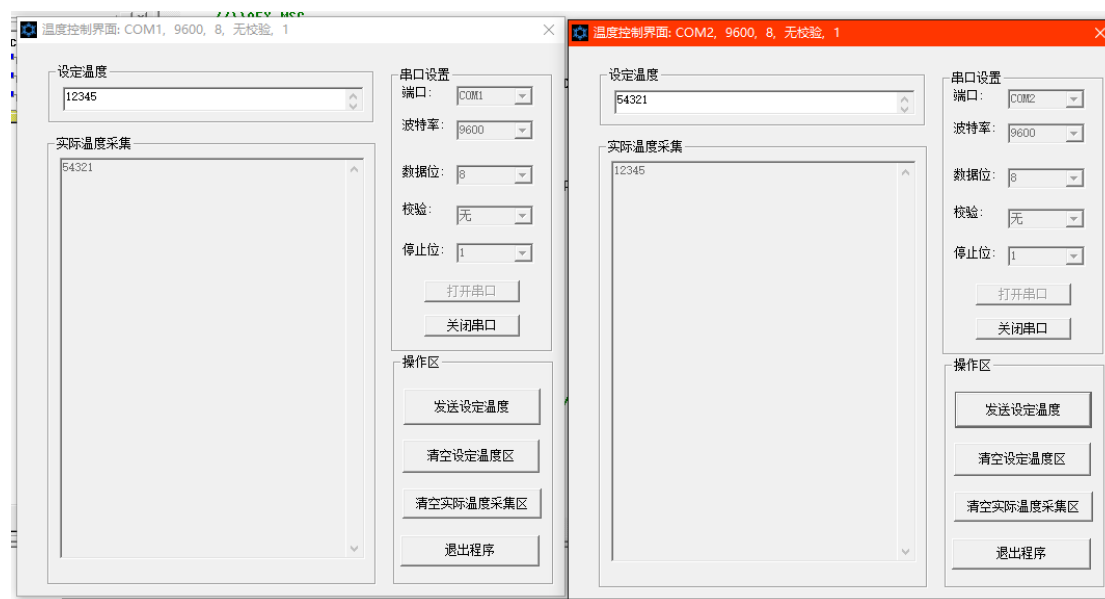 //}}AFX_MSG
温度控制界面: COM1, 9600, 8, 无校验, 1
设定温度
12345
实际温度采集
54321
串口设置
端口: COM1
波特率: 9600
数据位: 8
校验: 无
停止位: 1
打开串口
关闭串口
操作区
发送设定温度
清空设定温度区
清空实际温度采集区
退出程序
温度控制界面: COM2, 9600, 8, 无校验, 1
设定温度
54321
实际温度采集
12345
串口设置
端口: COM2
波特率: 9600
数据位: 8
校验: 无
停止位: 1
打开串口
关闭串口
操作区
发送设定温度
清空设定温度区
清空实际温度采集区
退出程序